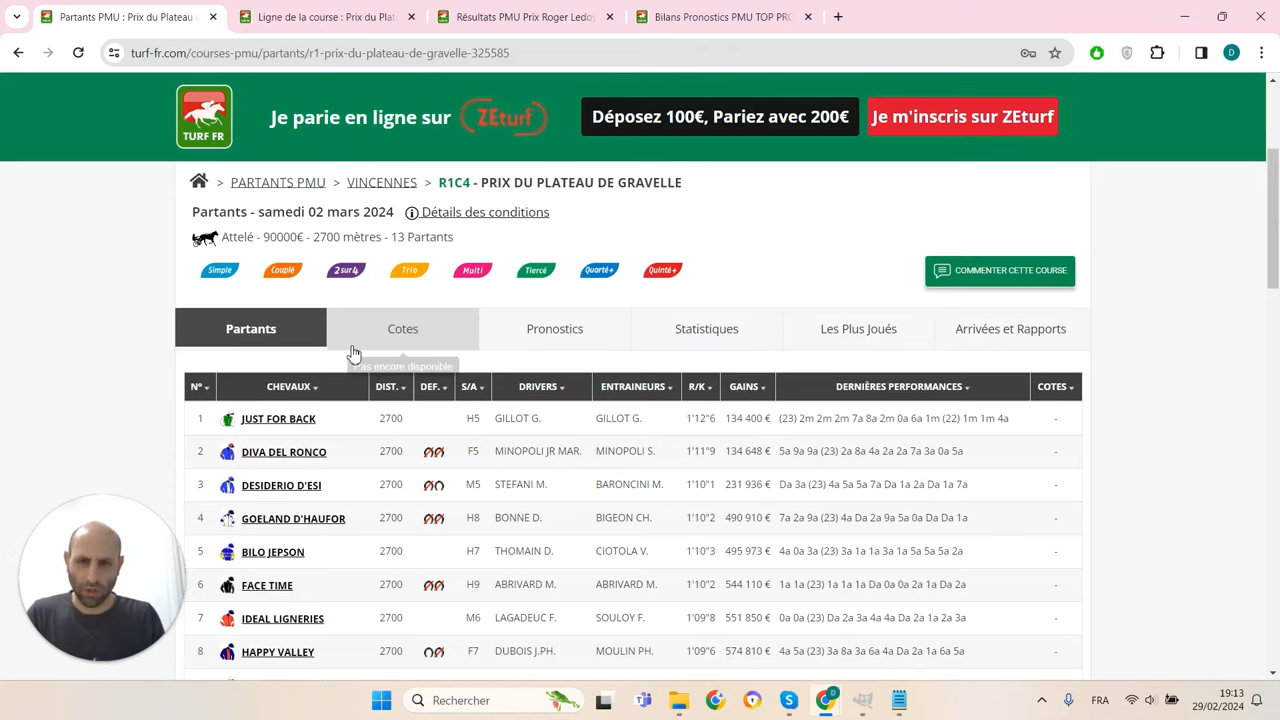 Partants PMU : Prix du Plateau
Ligne de la course : Prix du Plat
Résultats PMU Prix Roger Ledoy
Bilans Pronostics PMU TOP PRO
turf-fr.com/courses-pmu/partants/r1-prix-du-plateau-de-gravelle-325585
D
TURF FR
Je parie en ligne sur ZEturf
Déposez 100€, Pariez avec 200€
Je m'inscris sur ZEturf
> PARTANTS PMU > VINCENNES > R1C4 - PRIX DU PLATEAU DE GRAVELLE
Partants - samedi 02 mars 2024 Détails des conditions
Attelé - 90000€ - 2700 mètres - 13 Partants
Simple Couplé 2 sur 4 Trio Multi Tiercé Quarté+ Quinté+
COMMENTER CETTE COURSE
Partants Cotes Pronostics Statistiques Les Plus Joués Arrivées et Rapports
Pas encore disponible
N° CHEVAUX DIST. DEF. S/A DRIVERS ENTRAINEURS R/K GAINS DERNIÈRES PERFORMANCES COTES
1 JUST FOR BACK 2700 H5 GILLOT G. GILLOT G. 1'12"6 134 400 € (23) 2m 2m 2m 7a 8a 2m 0a 6a 1m (22) 1m 1m 4a -
2 DIVA DEL RONCO 2700 F5 MINOPOLI JR MAR. MINOPOLI S. 1'11"9 134 648 € 5a 9a 9a (23) 2a 8a 4a 2a 2a 7a 3a 0a 5a -
3 DESIDERIO D'ESI 2700 M5 STEFANI M. BARONCINI M. 1'10"1 231 936 € Da 3a (23) 4a 5a 5a 7a Da 1a 2a Da 1a 7a -
4 GOELAND D'HAUFOR 2700 H8 BONNE D. BIGEON CH. 1'10"2 490 910 € 7a 2a 9a (23) 4a Da 2a 9a 5a 0a Da Da 1a -
5 BILO JEPSON 2700 H7 THOMAIN D. CIOTOLA V. 1'10"3 495 973 € 4a 0a 3a (23) 3a 1a 1a 3a 1a 5a 3a 5a 2a -
6 FACE TIME 2700 H9 ABRIVARD M. ABRIVARD M. 1'10"2 544 110 € 1a 1a (23) 1a 1a 1a Da 0a 0a 2a Da 1a Da 2a -
7 IDEAL LIGNERIES 2700 M6 LAGADEUC F. SOULOY F. 1'09"8 551 850 € 0a 0a (23) Da 2a 3a 4a 4a Da 2a 1a 2a 3a -
8 HAPPY VALLEY 2700 F7 DUBOIS J.PH. MOULIN PH. 1'09"6 574 810 € 4a 5a (23) 3a 8a 3a 6a 4a Da 2a 1a 6a 5a -
Rechercher
FRA
19:13
29/02/2024